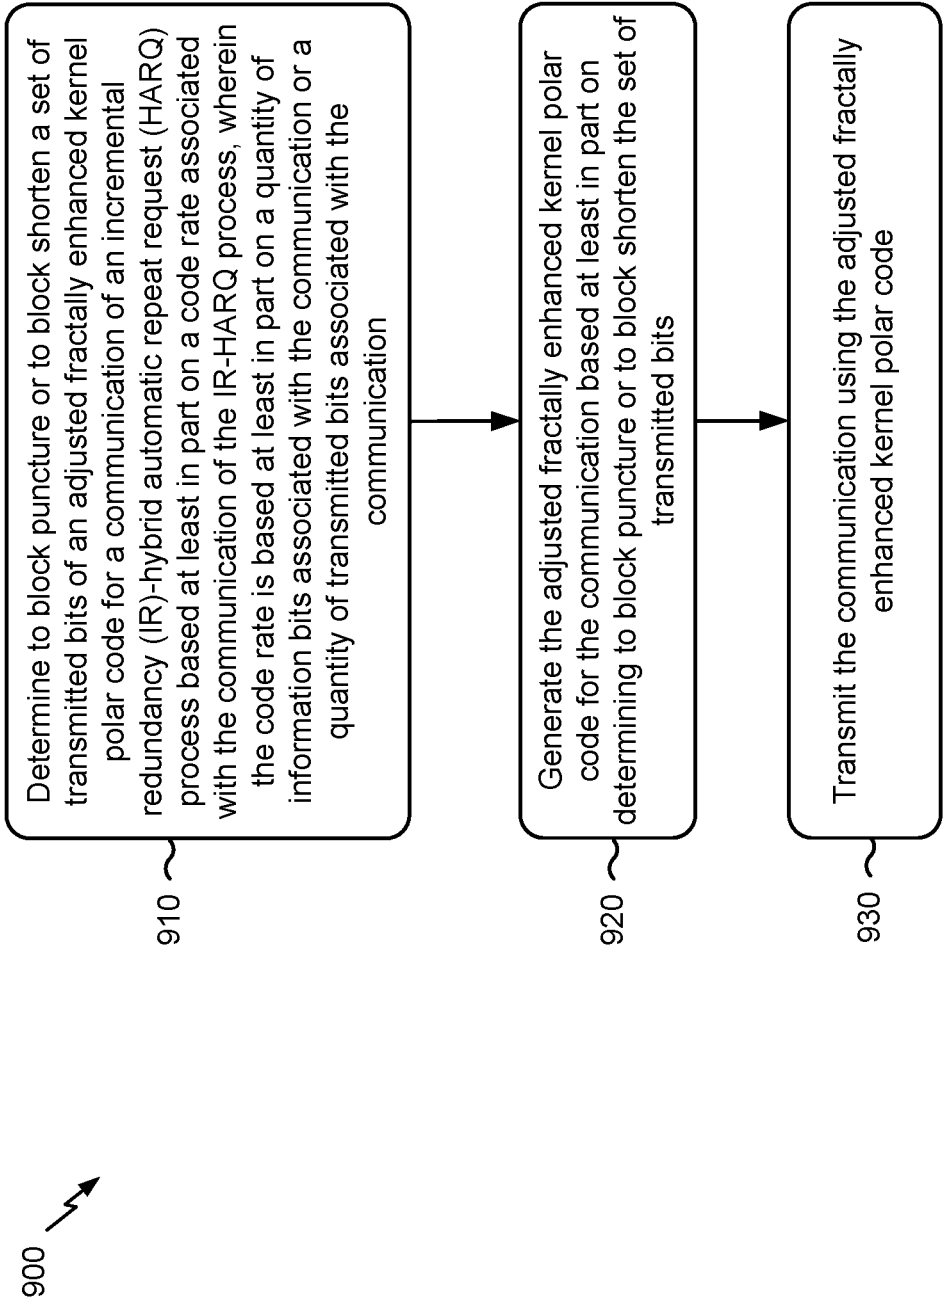 900
910
Determine to block puncture or to block shorten a set of
transmitted bits of an adjusted fractally enhanced kernel
polar code for a communication of an incremental
redundancy (IR)-hybrid automatic repeat request (HARQ)
process based at least in part on a code rate associated
with the communication of the IR-HARQ process, wherein
the code rate is based at least in part on a quantity of
information bits associated with the communication or a
quantity of transmitted bits associated with the
communication
920
Generate the adjusted fractally enhanced kernel polar
code for the communication based at least in part on
determining to block puncture or to block shorten the set of
transmitted bits
930
Transmit the communication using the adjusted fractally
enhanced kernel polar code